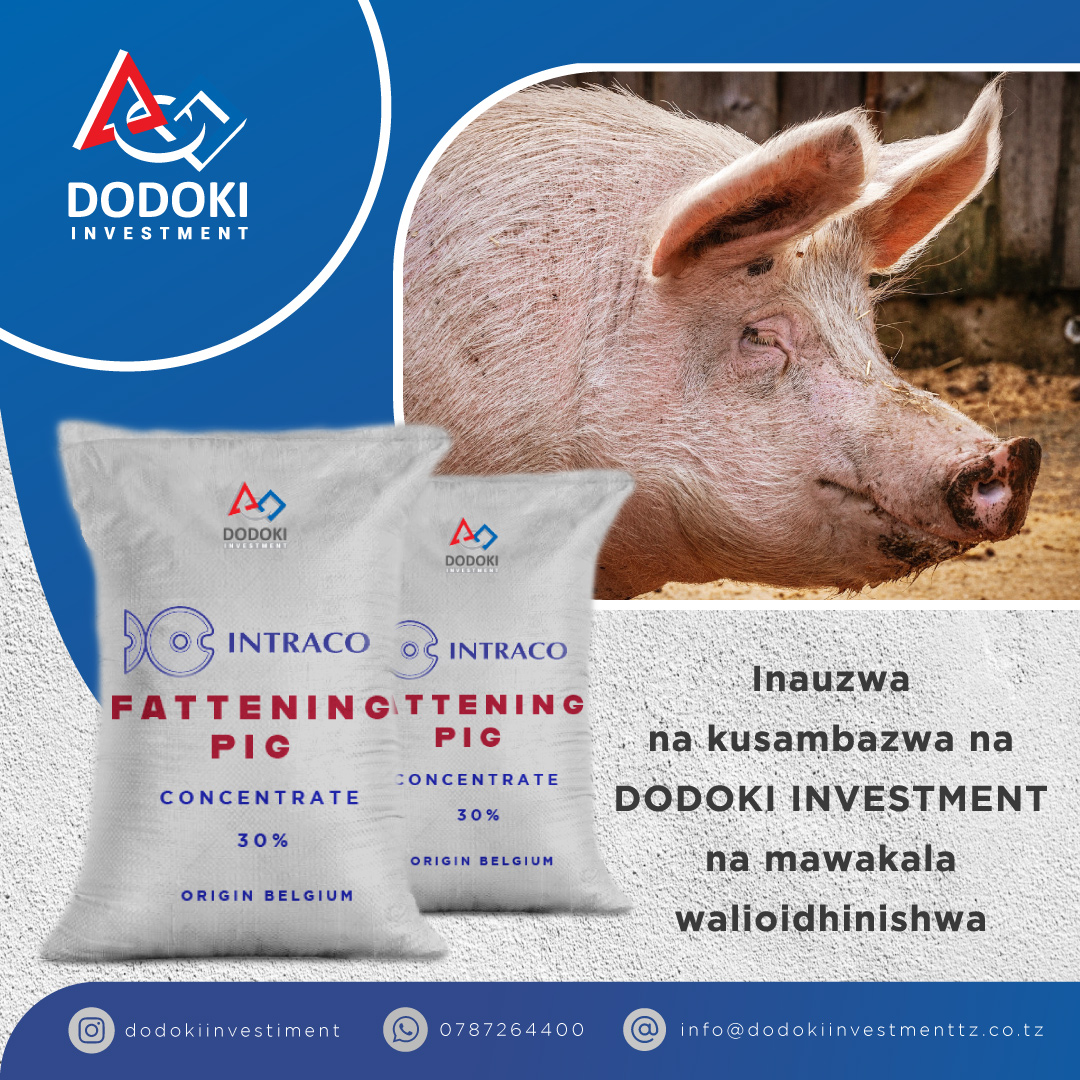 DODOKI
INVESTMENT
DODOKI
INVESTMENT
INTRACO
FATTENING
PIG
CONCENTRATE
30%
ORIGIN BELGIUM
DODOKI
INVESTMENT
INTRACO
TTENING
PIG
CONCENTRATE
30%
ORIGIN BELGIUM
Inauzwa
na kusambazwa na
DODOKI INVESTMENT
na mawakala
walioidhinishwa
dodokiinvestiment
0787264400
info@dodokiinvestmenttz.co.tz